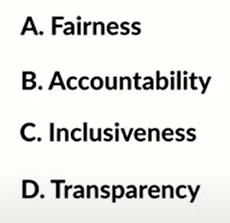 A. Fairness
B. Accountability
C. Inclusiveness
D. Transparency